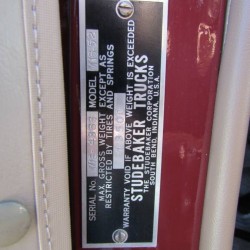 SERIAL NO. MODEL
MAX. GROSS WEIGHT EXCEPT AS
RESTRICTED BY TIRES AND SPRINGS
WARRANTY VOID IF ABOVE WEIGHT IS EXCEEDED
STUDEBAKER TRUCKS
THE STUDEBAKER CORPORATION
SOUTH BEND, INDIANA, U.S.A.